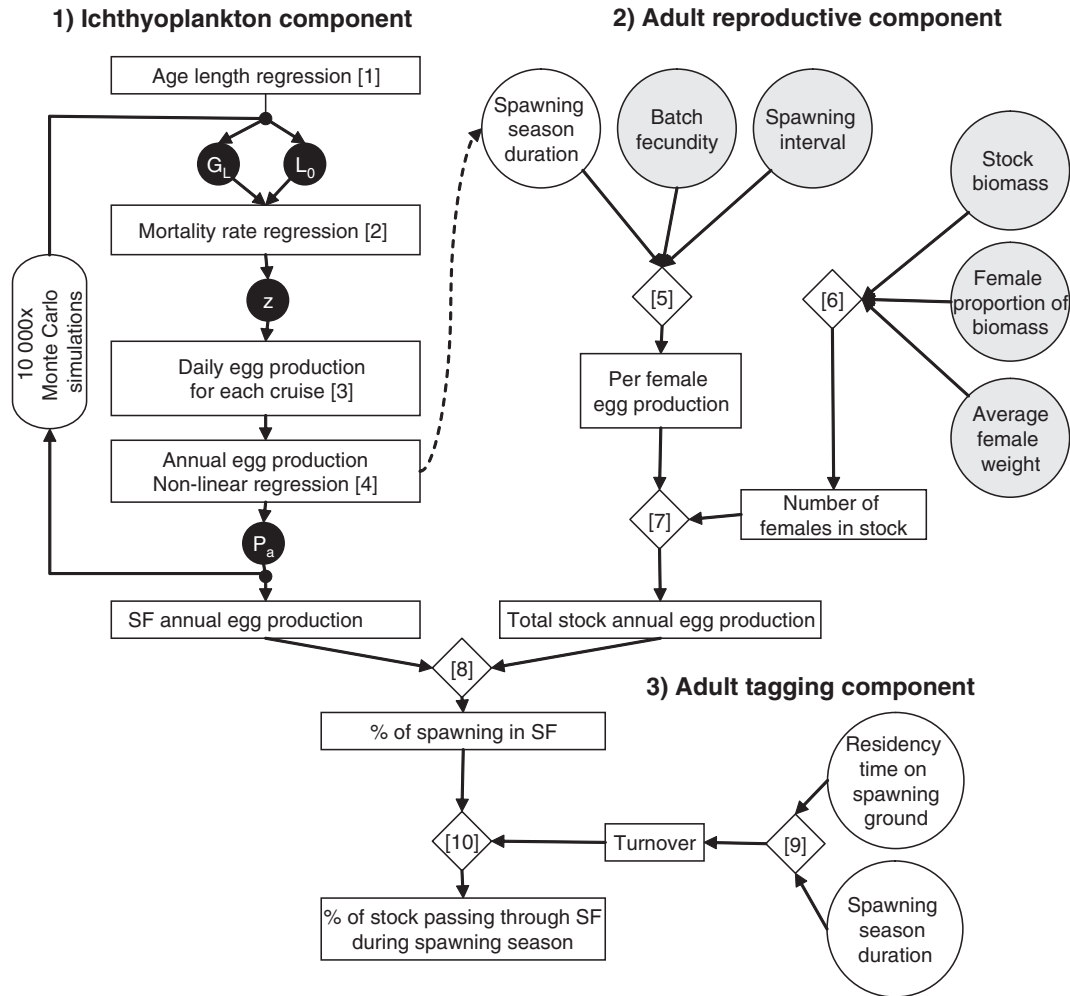 1) Ichthyoplankton component
Age length regression [1]
G_L
L_0
Mortality rate regression [2]
z
10 000x
Monte Carlo
simulations
Daily egg production
for each cruise [3]
Annual egg production
Non-linear regression [4]
P_a
SF annual egg production
2) Adult reproductive component
Spawning
season
duration
Batch
fecundity
Spawning
interval
Stock
biomass
Female
proportion of
biomass
Average
female
weight
[5]
[6]
Per female
egg production
[7]
Number of
females in stock
Total stock annual egg production
[8]
% of spawning in SF
3) Adult tagging component
Residency
time on
spawning
ground
[10]
Turnover
[9]
Spawning
season
duration
% of stock passing through SF
during spawning season